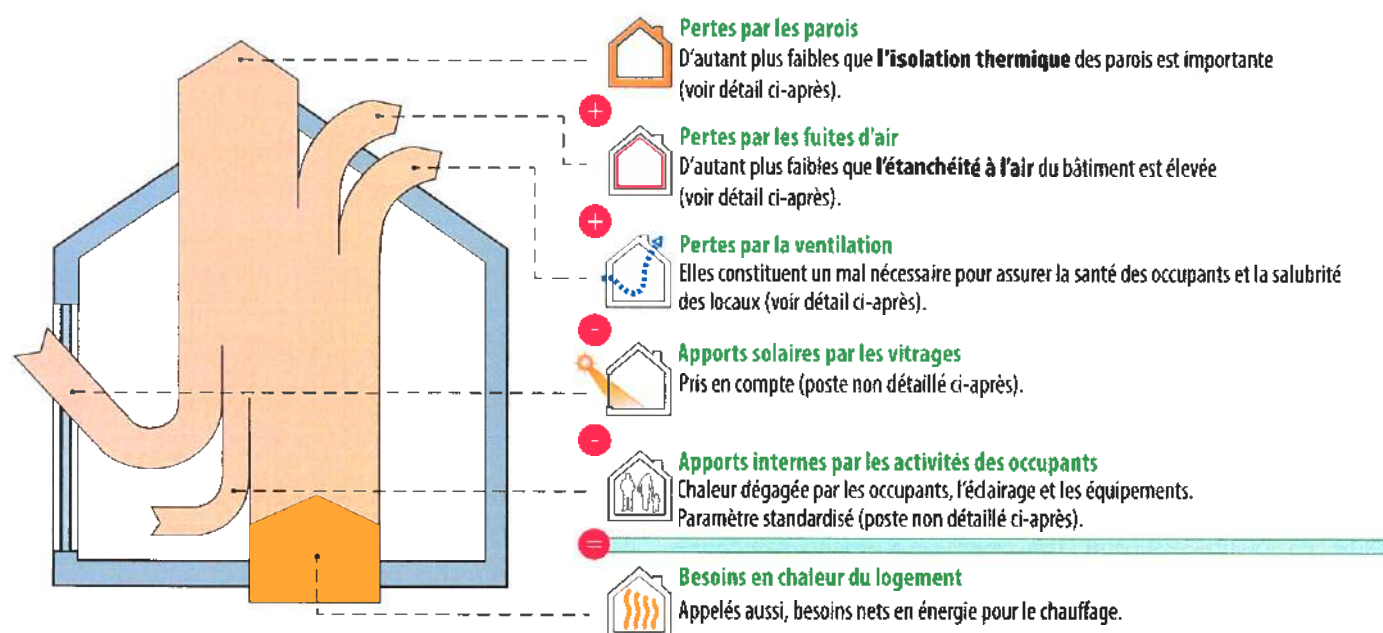 Pertes par les parois
D'autant plus faibles que l'isolation thermique des parois est importante
(voir détail ci-après).
+
Pertes par les fuites d'air
D'autant plus faibles que l'étanchéité à l'air du bâtiment est élevée
(voir détail ci-après).
+
Pertes par la ventilation
Elles constituent un mal nécessaire pour assurer la santé des occupants et la salubrité
des locaux (voir détail ci-après).
-
Apports solaires par les vitrages
Pris en compte (poste non détaillé ci-après).
-
Apports internes par les activités des occupants
Chaleur dégagée par les occupants, l'éclairage et les équipements.
Paramètre standardisé (poste non détaillé ci-après).
=
Besoins en chaleur du logement
Appelés aussi, besoins nets en énergie pour le chauffage.